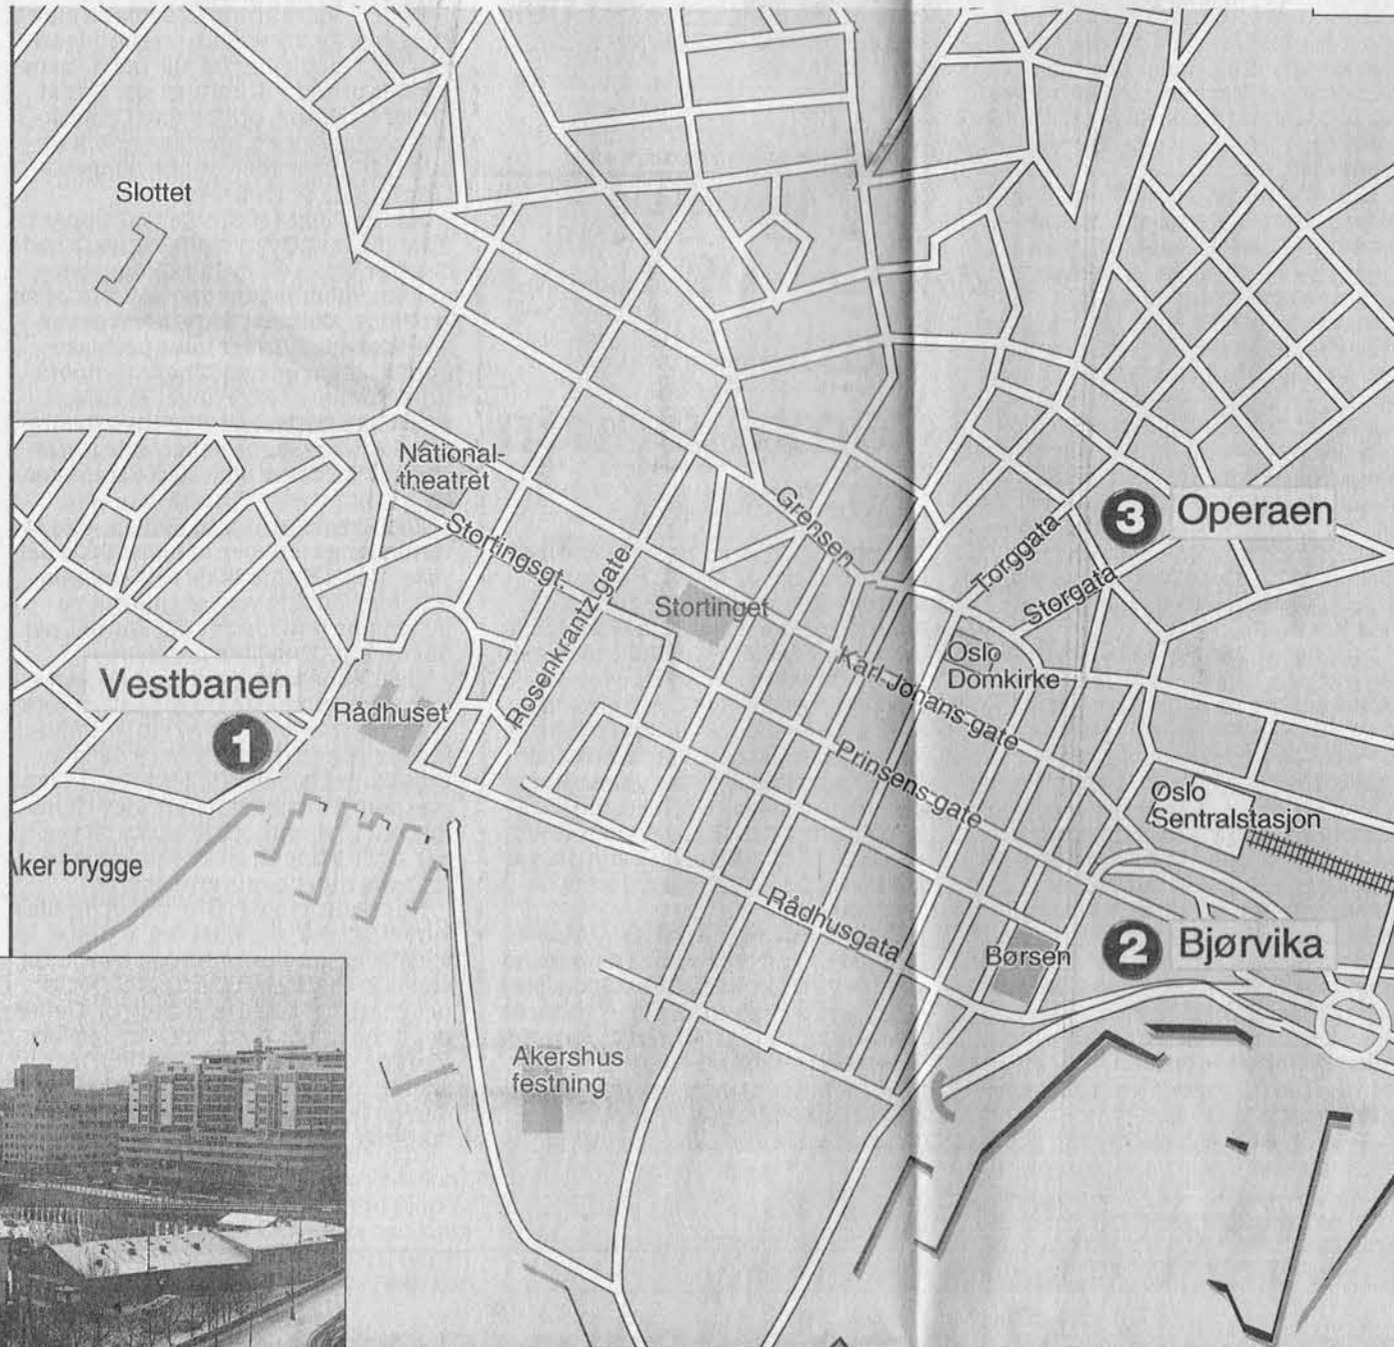 Slottet
National-
theatret
Stortingsgt.
Rosenkrantz gate
Grensen
Stortinget
Torggata
Storgata
3 Operaen
Oslo
Domkirke
Karl Johans gate
Prinsens gate
Vestbanen
1
Rådhuset
Oslo
Sentralstasjon
Aker brygge
Rådhusgata
Børsen
2 Bjørvika
Akershus
festning